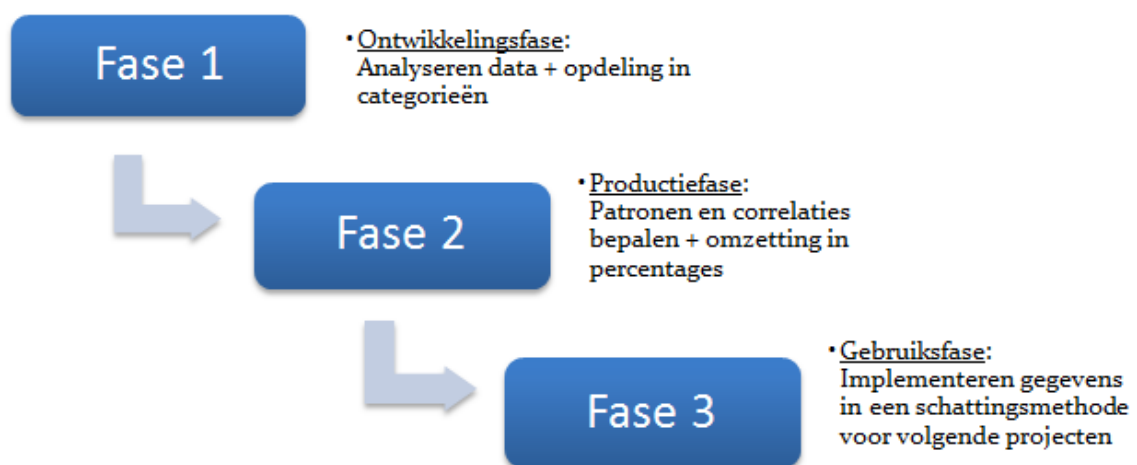 Fase 1
• Ontwikkelingsfase:
Analyseren data + opdeling in
categorieën
Fase 2
• Productiefase:
Patronen en correlaties
bepalen + omzetting in
percentages
Fase 3
• Gebruiksfase:
Implementeren gegevens
in een schattingsmethode
voor volgende projecten